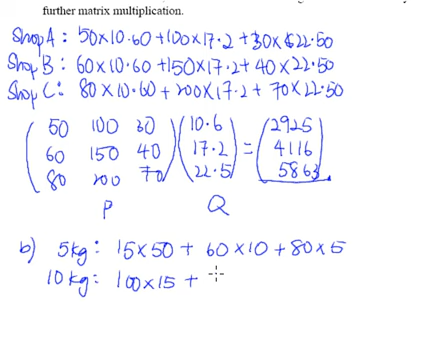 further matrix multiplication.
Shop A: 50×10.60 + 100×17.2 + 30×$22.50
Shop B: 60×10.60 + 150×17.2 + 40×22.50
Shop C: 80×10.60 + 200×17.2 + 70×22.50
50 100 30 10.6 = 2925
60 150 40 17.2 4116
80 200 70 22.5 5863
P Q
b) 5kg: 15×50 + 60×10 + 80×5
10kg: 100×15 +